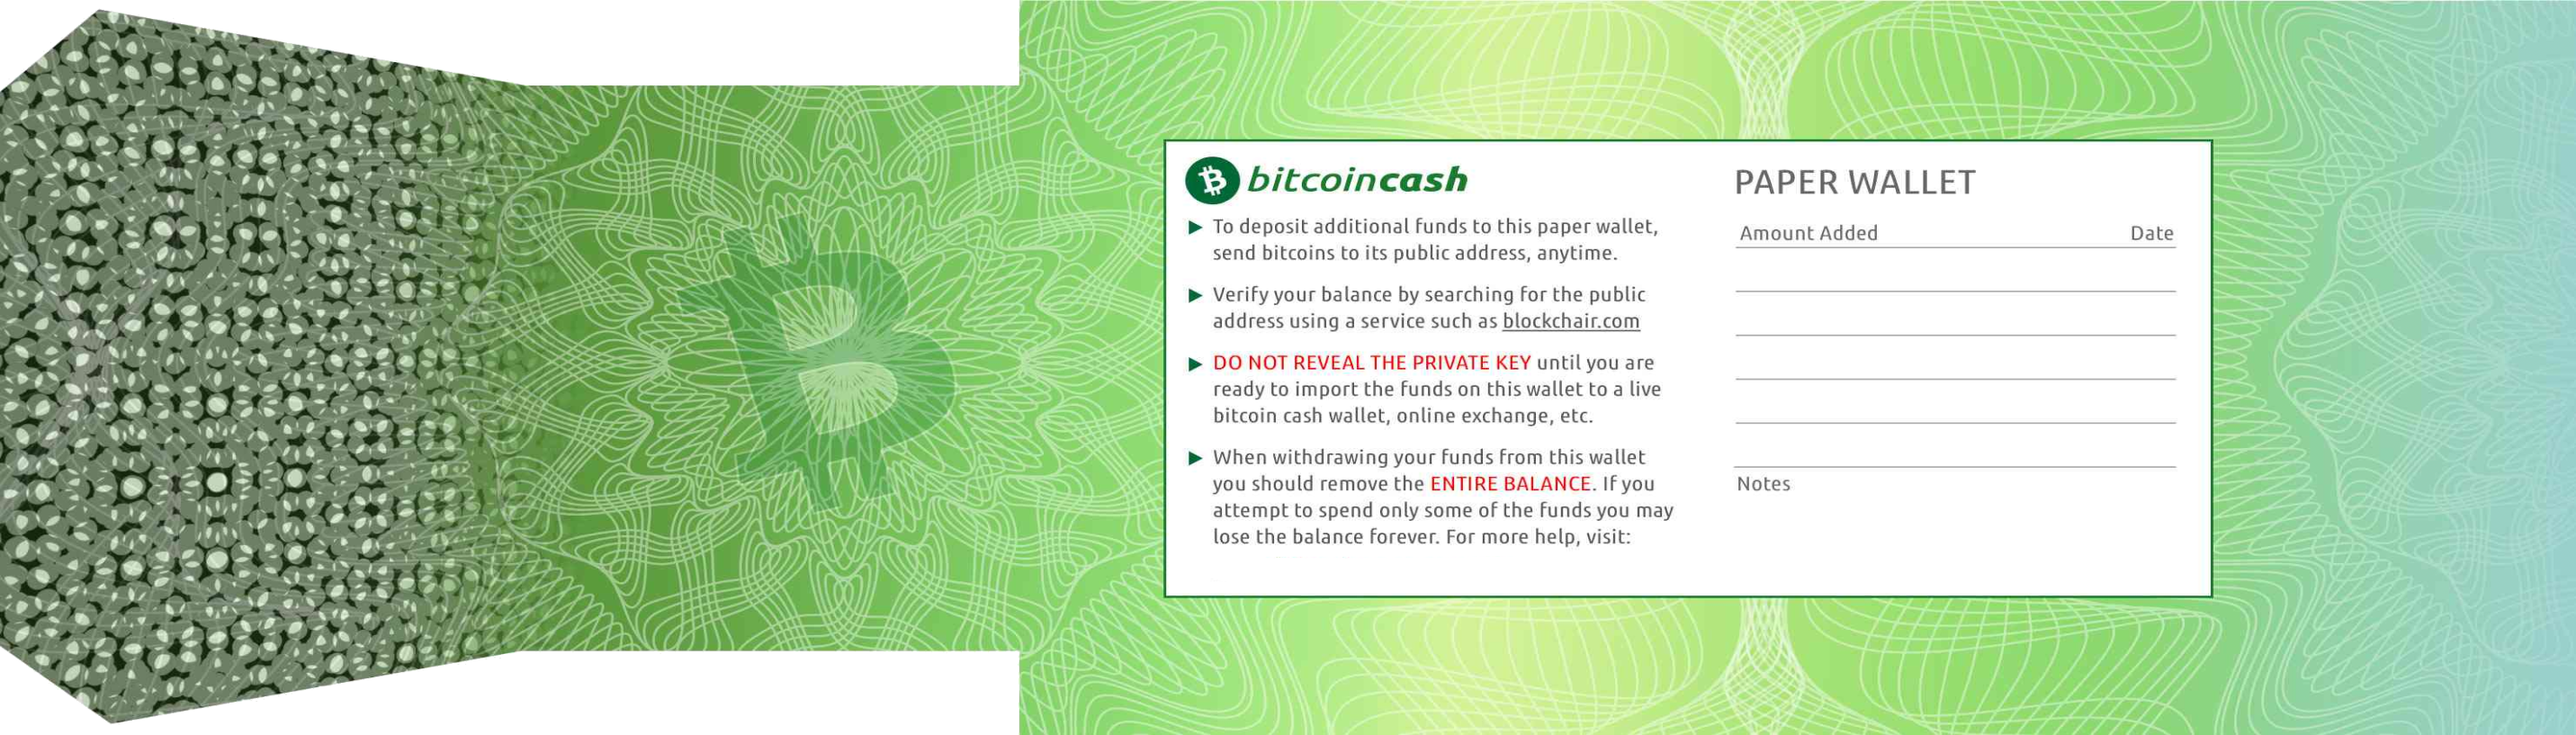 bitcoincash
To deposit additional funds to this paper wallet,
send bitcoins to its public address, anytime.
Verify your balance by searching for the public
address using a service such as blockchair.com
DO NOT REVEAL THE PRIVATE KEY until you are
ready to import the funds on this wallet to a live
bitcoin cash wallet, online exchange, etc.
When withdrawing your funds from this wallet
you should remove the ENTIRE BALANCE. If you
attempt to spend only some of the funds you may
lose the balance forever. For more help, visit:
PAPER WALLET
Amount Added Date
Notes